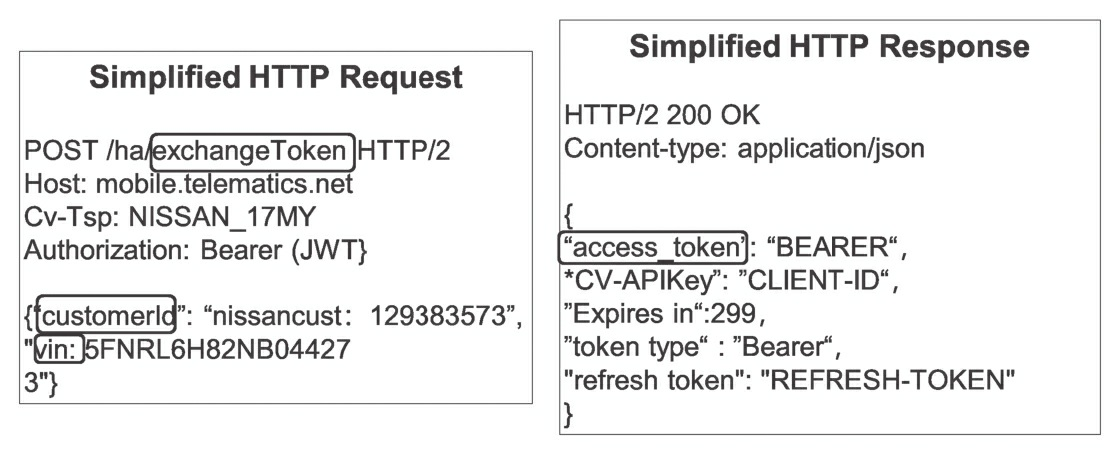 Simplified HTTP Request
POST /ha/exchangeToken HTTP/2
Host: mobile.telematics.net
Cv-Tsp: NISSAN_17MY
Authorization: Bearer (JWT}
{“customerId”: “nissancust: 129383573”,
"vin: 5FNRL6H82NB04427
3"}
Simplified HTTP Response
HTTP/2 200 OK
Content-type: application/json
{
“access_token’: “BEARER“,
*CV-APIKey”: ”CLIENT-ID“,
”Expires in“:299,
”token type“ : ”Bearer“,
"refresh token": "REFRESH-TOKEN"
}